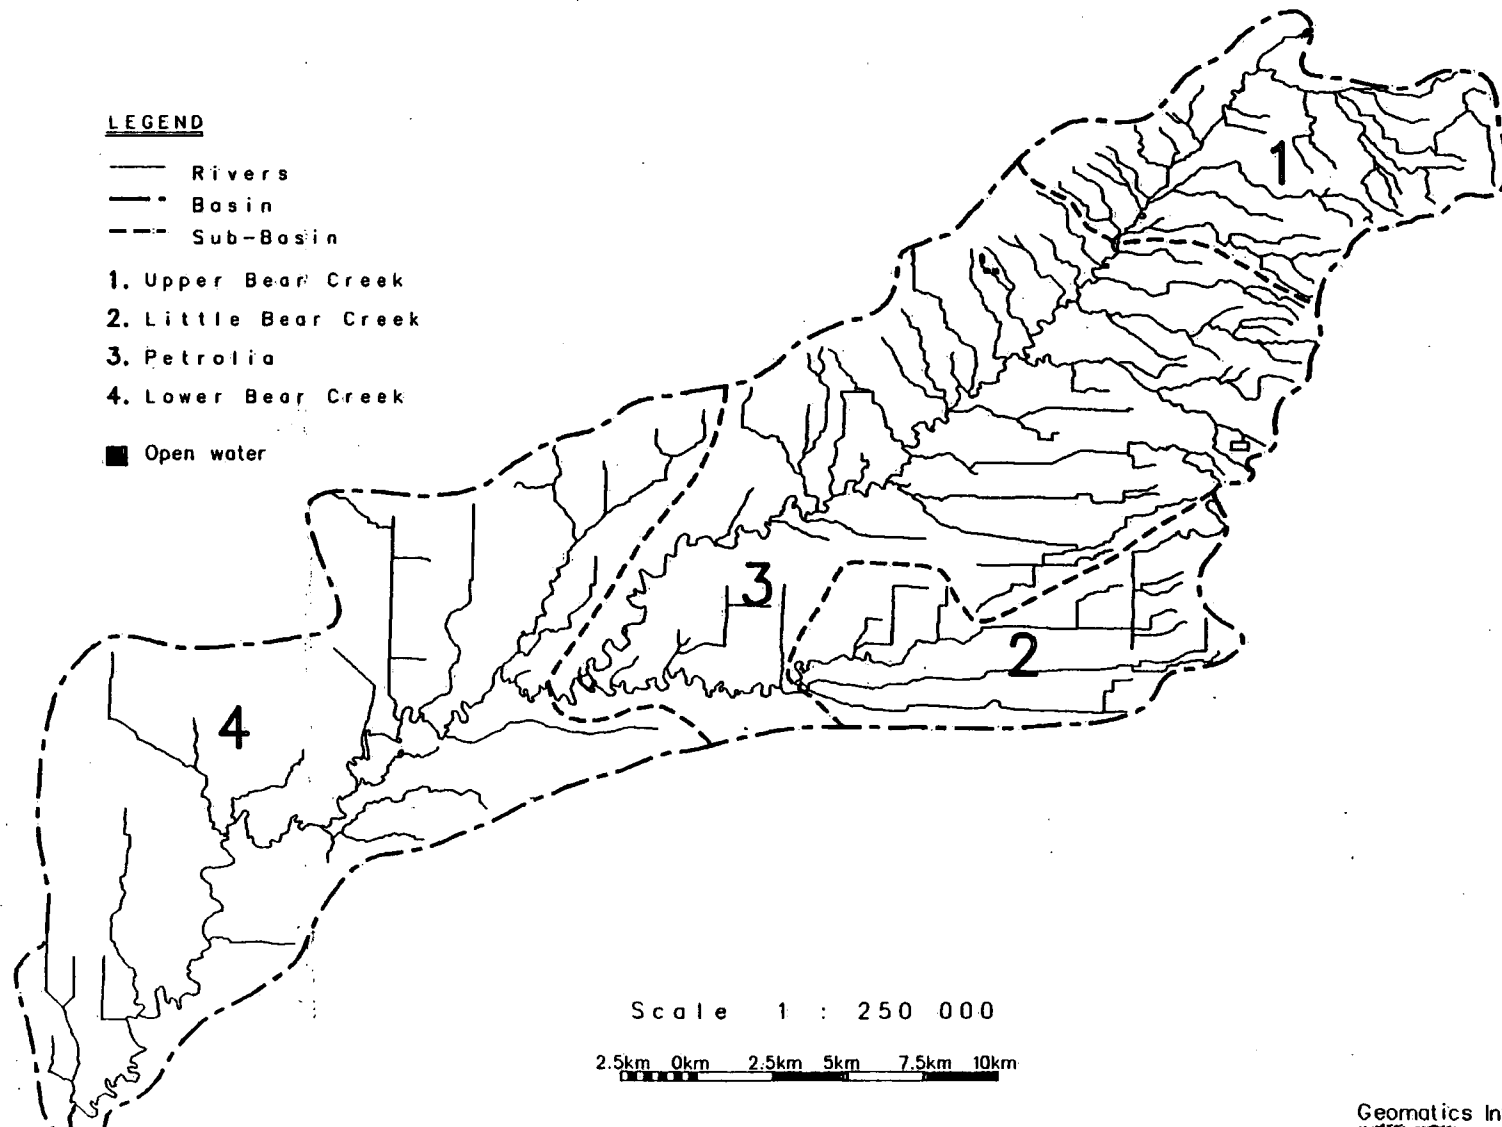 LEGEND
Rivers
Basin
Sub-Basin
1. Upper Bear Creek
2. Little Bear Creek
3. Petrolia
4. Lower Bear Creek
Open water
1
3
2
4
Scale 1 : 250 000
2.5km 0km 2.5km 5km 7.5km 10km
Geomatics In